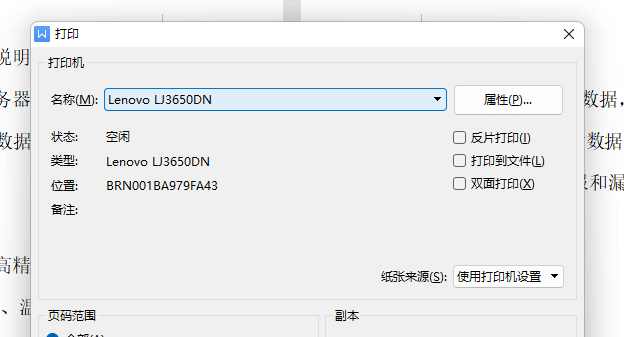 打印
说明
打印机
务器
名称(M):
Lenovo LJ3650DN
属性(P)...
数据，
数据
状态:
空闲
反片打印(I)
数据
类型:
Lenovo LJ3650DN
打印到文件(L)
位置:
BRN001BA979FA43
双面打印(X)
和漏
备注:
高精
纸张来源(S):
使用打印机设置
、温
页码范围
副本
全部(A)